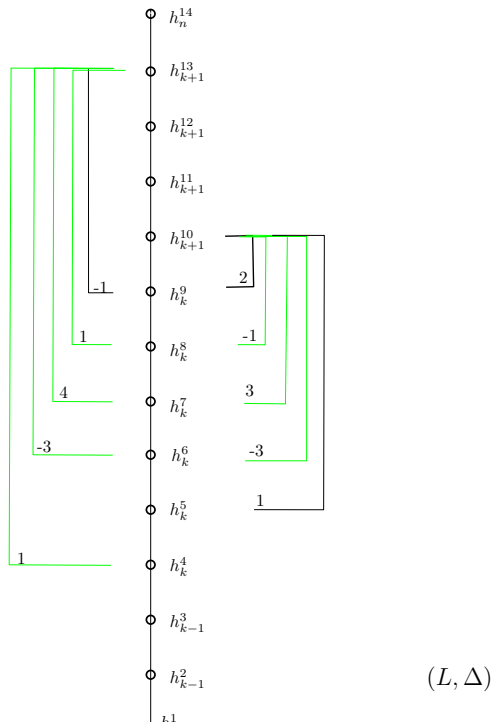 h_n^{14}
h_{k+1}^{13}
h_{k+1}^{12}
h_{k+1}^{11}
h_{k+1}^{10}
-1 h_k^9 2
1 h_k^8 -1
4 h_k^7 3
-3 h_k^6 -3
h_k^5 1
1 h_k^4
h_{k-1}^3
h_{k-1}^2 (L, Δ)